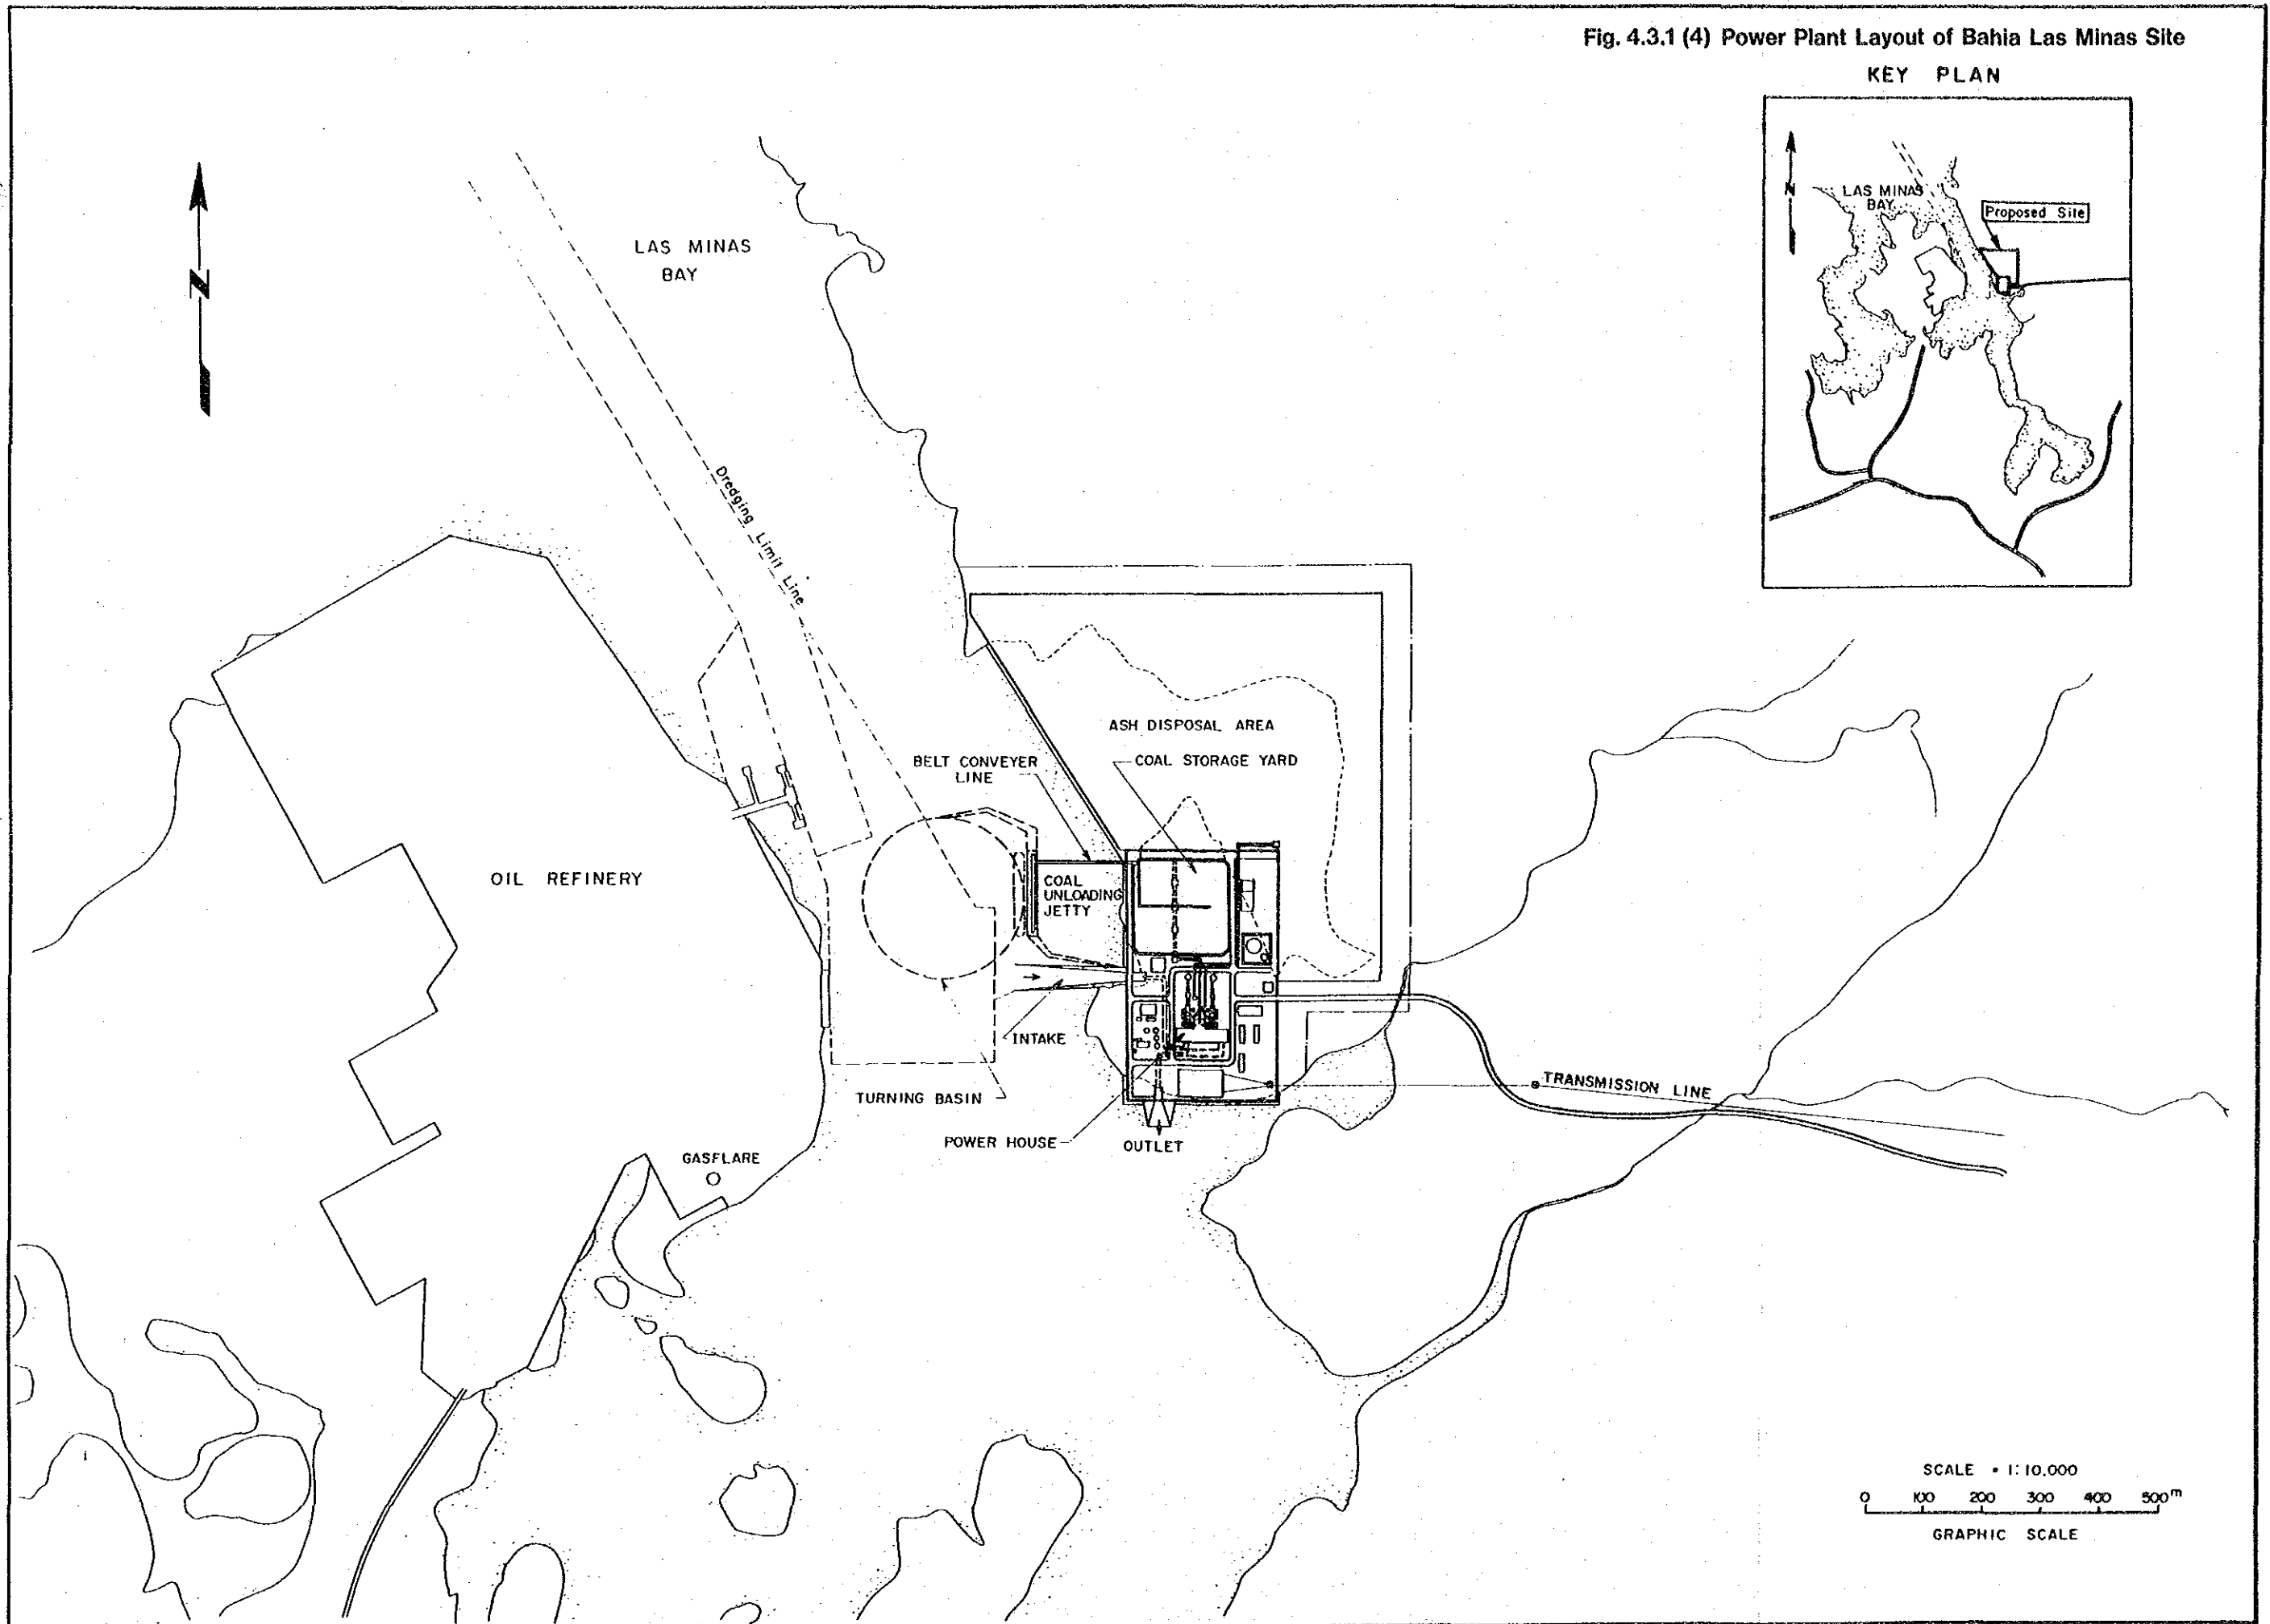 Fig. 4.3.1 (4) Power Plant Layout of Bahia Las Minas Site
KEY PLAN
N
LAS MINAS
BAY
Proposed Site
N
LAS MINAS
BAY
Dredging Limit Line
ASH DISPOSAL AREA
BELT CONVEYER
LINE
COAL STORAGE YARD
OIL REFINERY
COAL
UNLOADING
JETTY
INTAKE
TURNING BASIN
TRANSMISSION LINE
POWER HOUSE
OUTLET
GASFLARE
SCALE • 1:10,000
0 100 200 300 400 500m
GRAPHIC SCALE